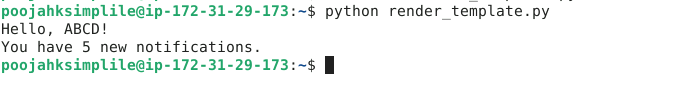 poojahksimplile@ip-172-31-29-173:~$ python render_template.py
Hello, ABCD!
You have 5 new notifications.
poojahksimplile@ip-172-31-29-173:~$